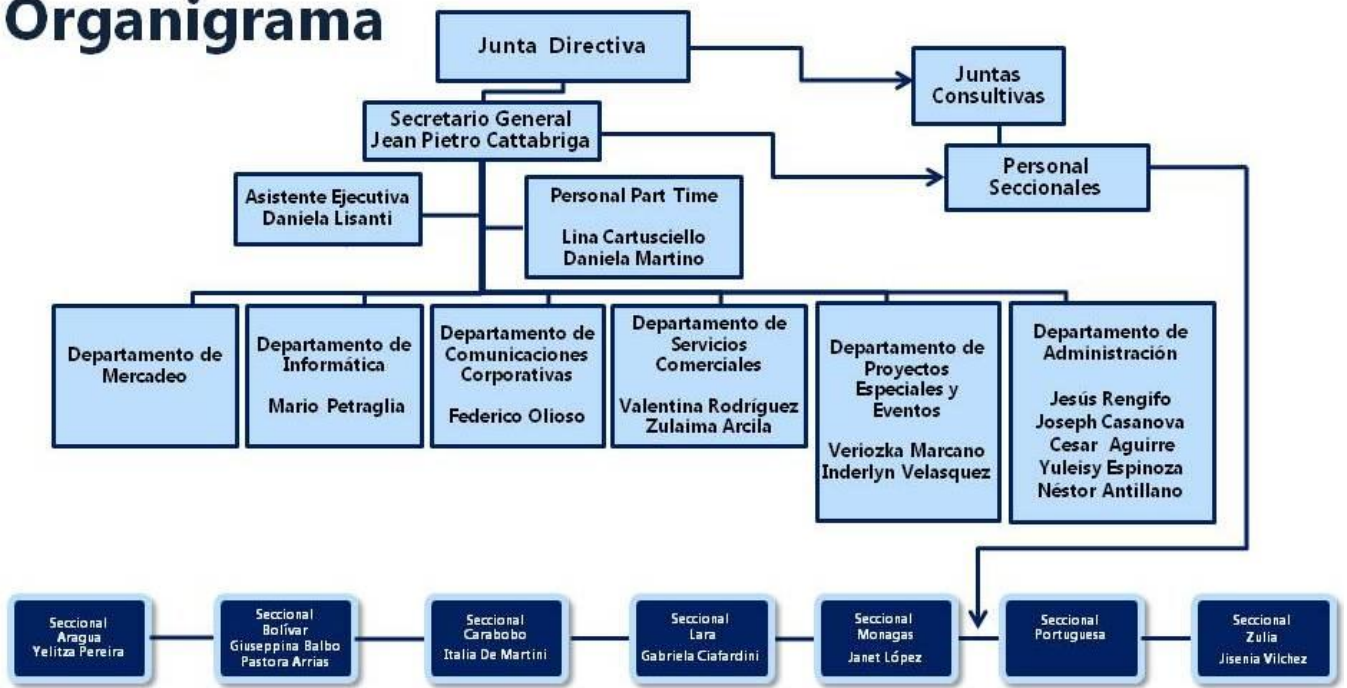 Organigrama
Junta Directiva
Juntas
Consultivas
Secretario General
Jean Pietro Cattabriga
Personal
Seccionales
Asistente Ejecutiva
Daniela Lisanti
Personal Part Time
Lina Cartusciello
Daniela Martino
Departamento de
Mercadeo
Departamento de
Informática
Mario Petraglia
Departamento de
Comunicaciones
Corporativas
Federico Olioso
Departamento de
Servicios
Comerciales
Valentina Rodríguez
Zulaima Arcila
Departamento de
Proyectos
Especiales y
Eventos
Veriozka Marcano
Inderlyn Velasquez
Departamento de
Administración
Jesús Rengifo
Joseph Casanova
Cesar Aguirre
Yuleisy Espinoza
Néstor Antillano
Seccional
Aragua
Yelitza Pereira
Seccional
Bolívar
Giuseppina Balbo
Pastora Arrias
Seccional
Carabobo
Italia De Martini
Seccional
Lara
Gabriela Ciafardini
Seccional
Monagas
Janet López
Seccional
Portuguesa
Seccional
Zulia
Jisenia Vilchez